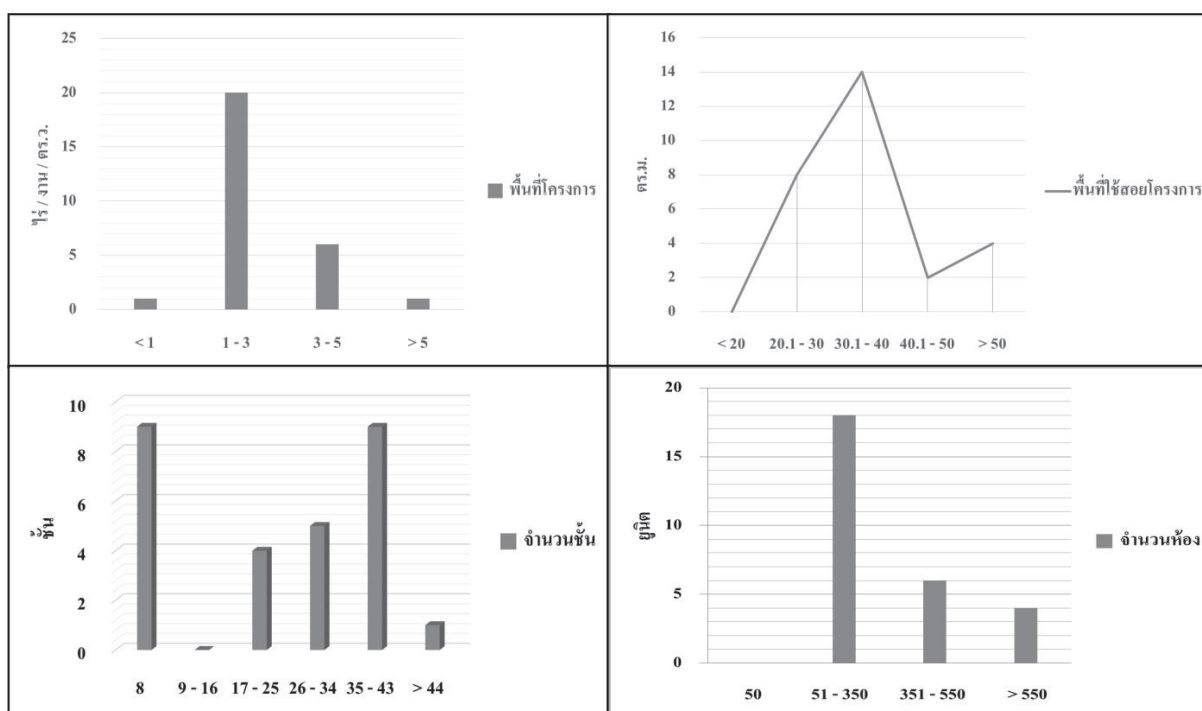 25
20
15
10
5
0
ไร่ / งาน / ตร.ว.
< 1 1 - 3 3 - 5 > 5
พื้นที่โครงการ
16
14
12
10
8
6
4
2
0
ตร.ม.
< 20 20.1 - 30 30.1 - 40 40.1 - 50 > 50
พื้นที่ใช้สอยโครงการ
10
8
6
4
2
0
ชั้น
8 9 - 16 17 - 25 26 - 34 35 - 43 > 44
จำนวนชั้น
20
15
10
5
0
ยูนิต
50 51 - 350 351 - 550 > 550
จำนวนห้อง